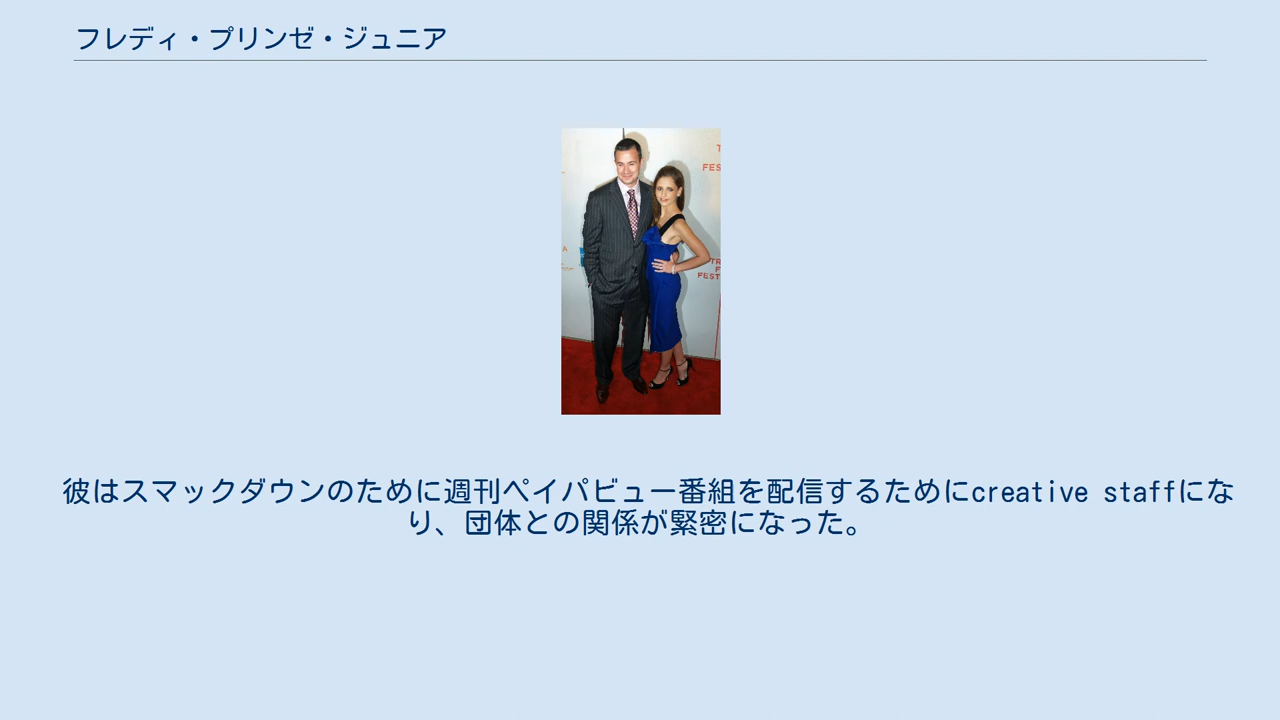 フレディ・プリンゼ・ジュニア
T
FES
A
TR
F
FEST
彼はスマックダウンのために週刊ペイパビュー番組を配信するためにcreative staffにな
り、団体との関係が緊密になった。